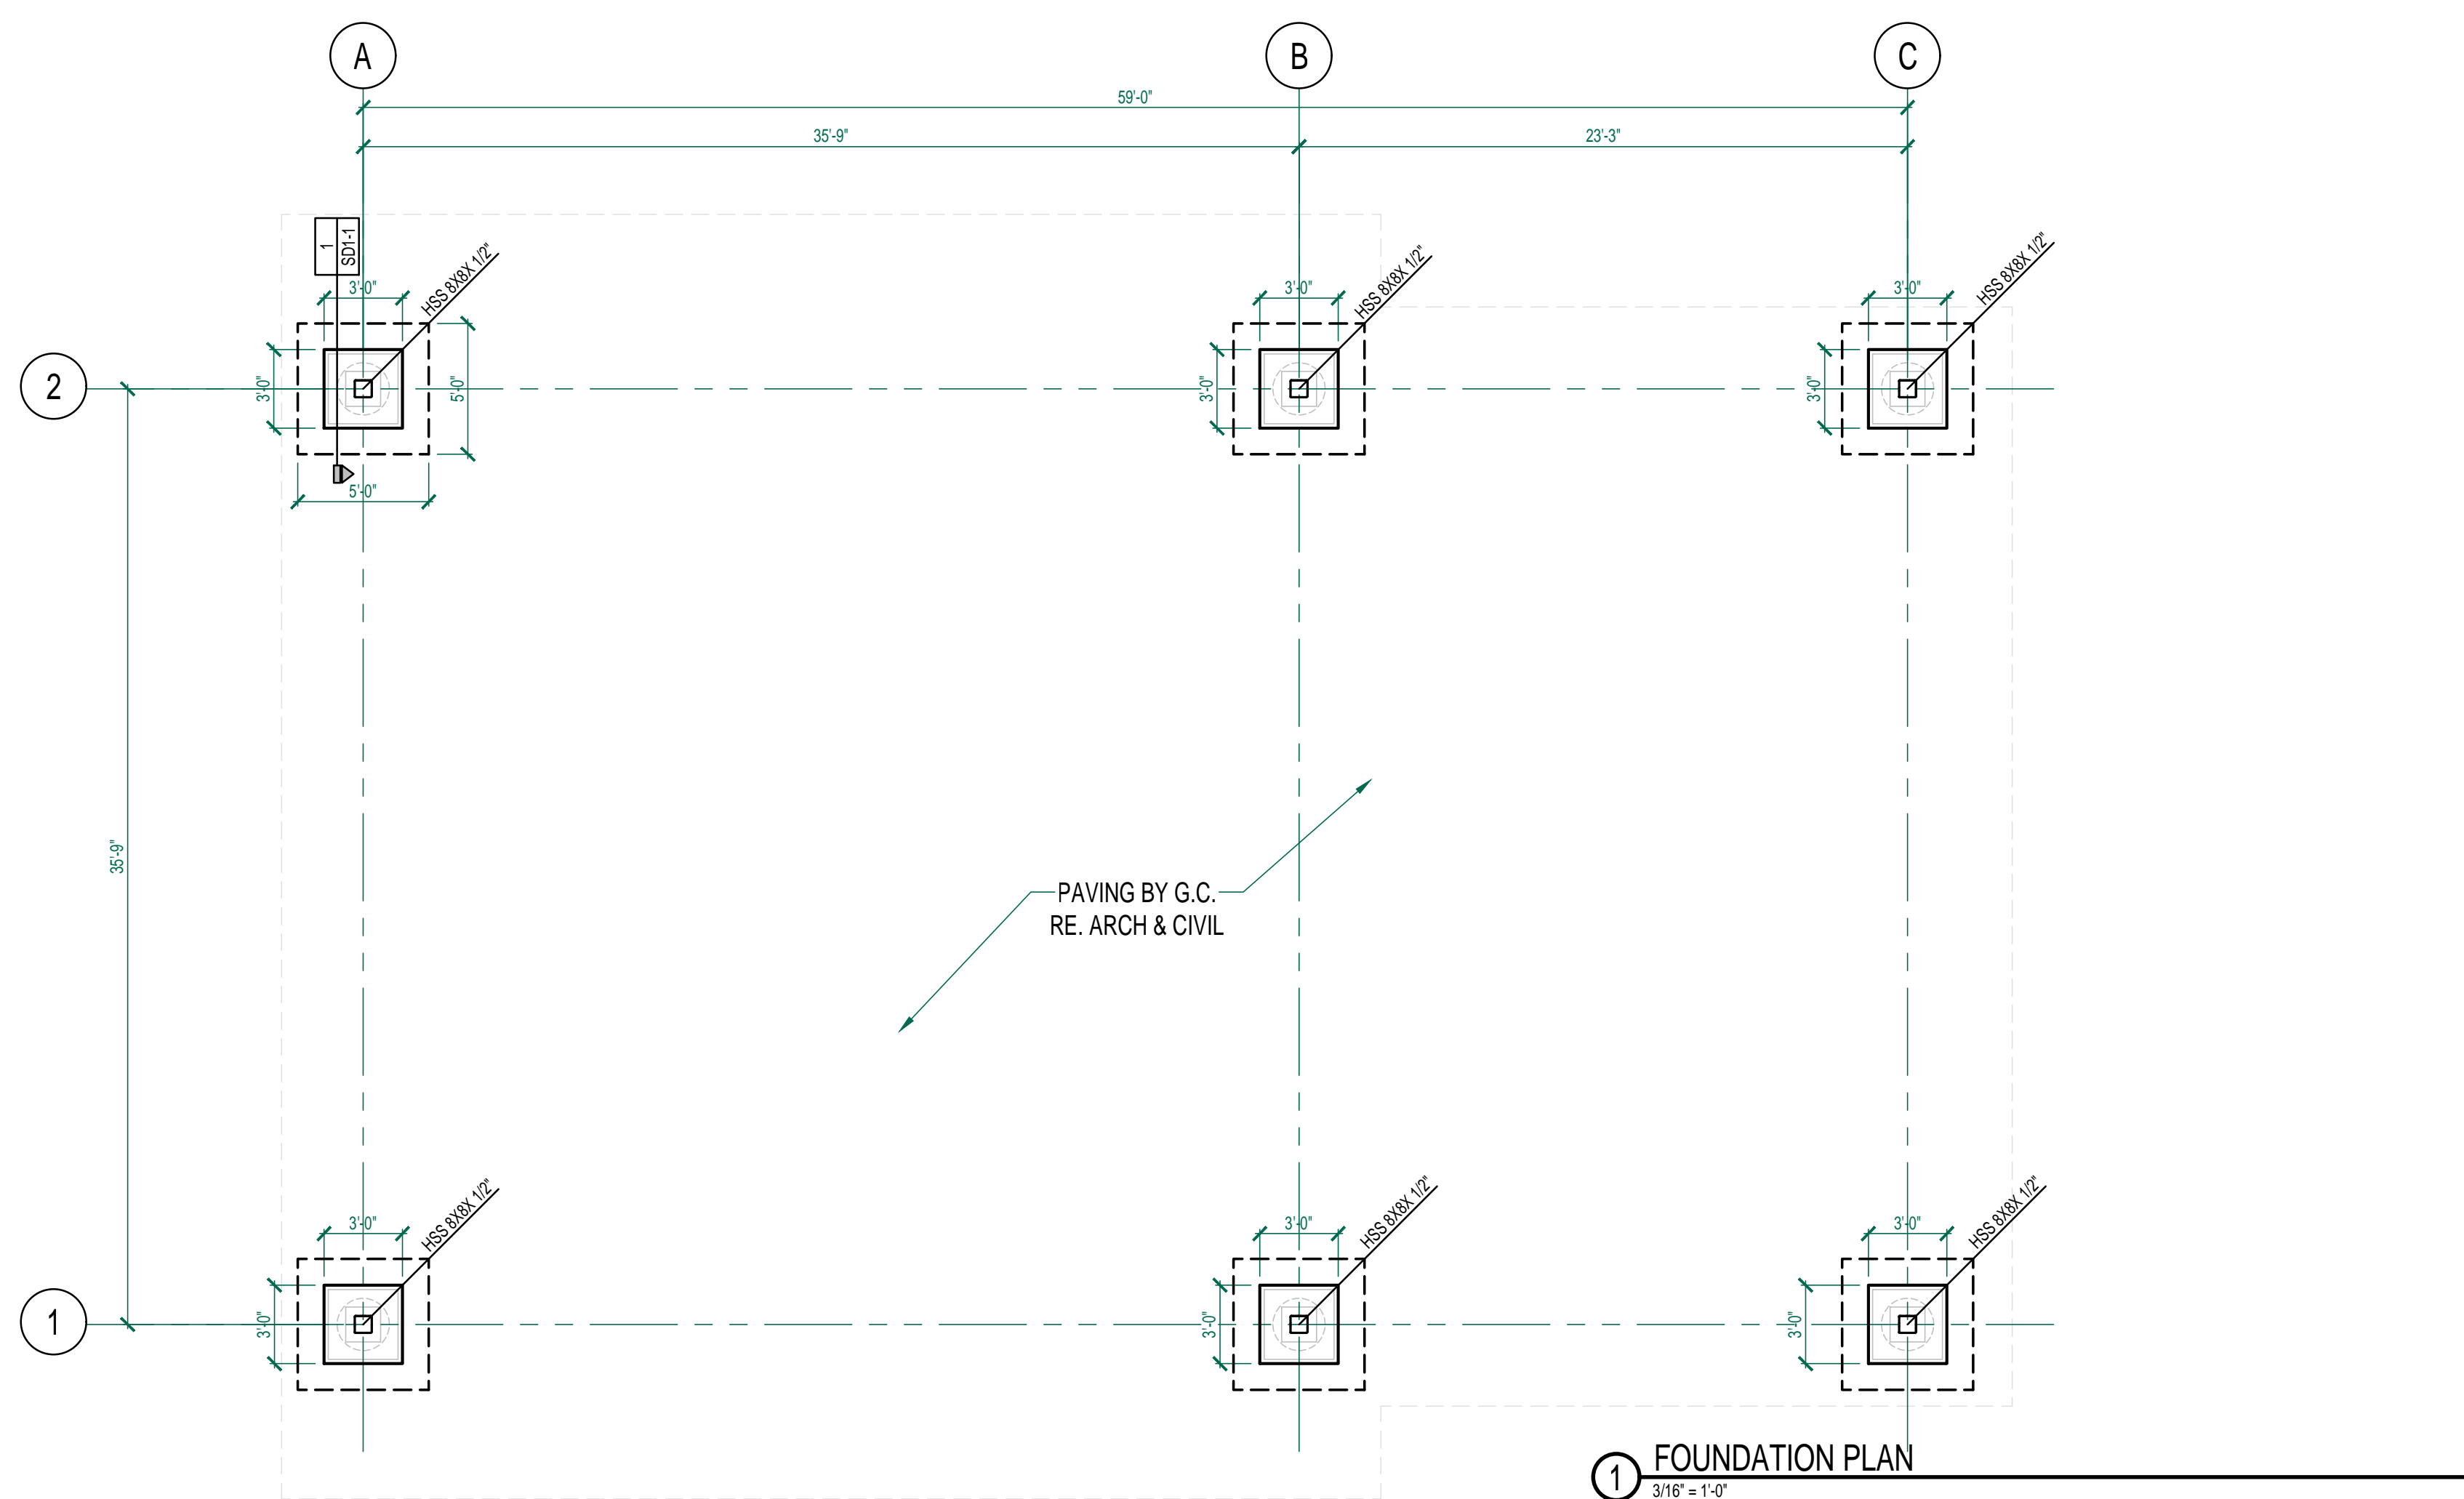 A
B
C
59'-0"
35'-9"
23'-3"
1
SD1-1
HSS 8X8X 1/2"
HSS 8X8X 1/2"
HSS 8X8X 1/2"
3'-0"
3'-0"
3'-0"
2
3'-0"
5'-0"
3'-0"
3'-0"
5'-0"
35'-9"
PAVING BY G.C.
RE. ARCH & CIVIL
HSS 8X8X 1/2"
HSS 8X8X 1/2"
HSS 8X8X 1/2"
3'-0"
3'-0"
3'-0"
1
3'-0"
3'-0"
3'-0"
1
FOUNDATION PLAN
3/16" = 1'-0"